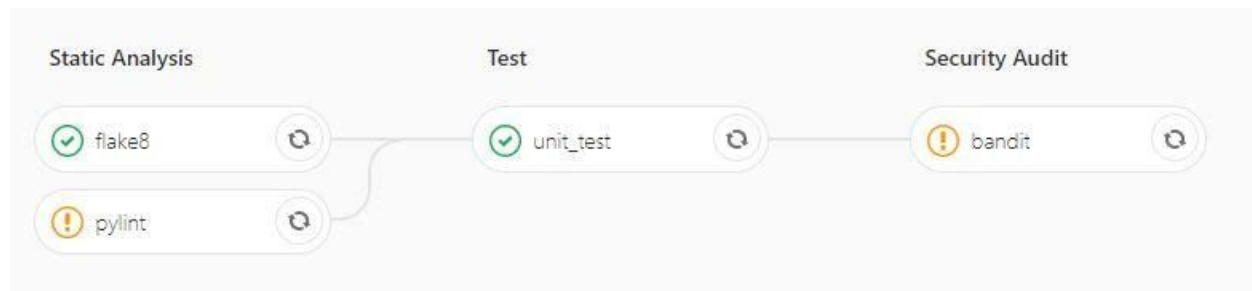 Static Analysis
Test
Security Audit
flake8
unit_test
bandit
pylint